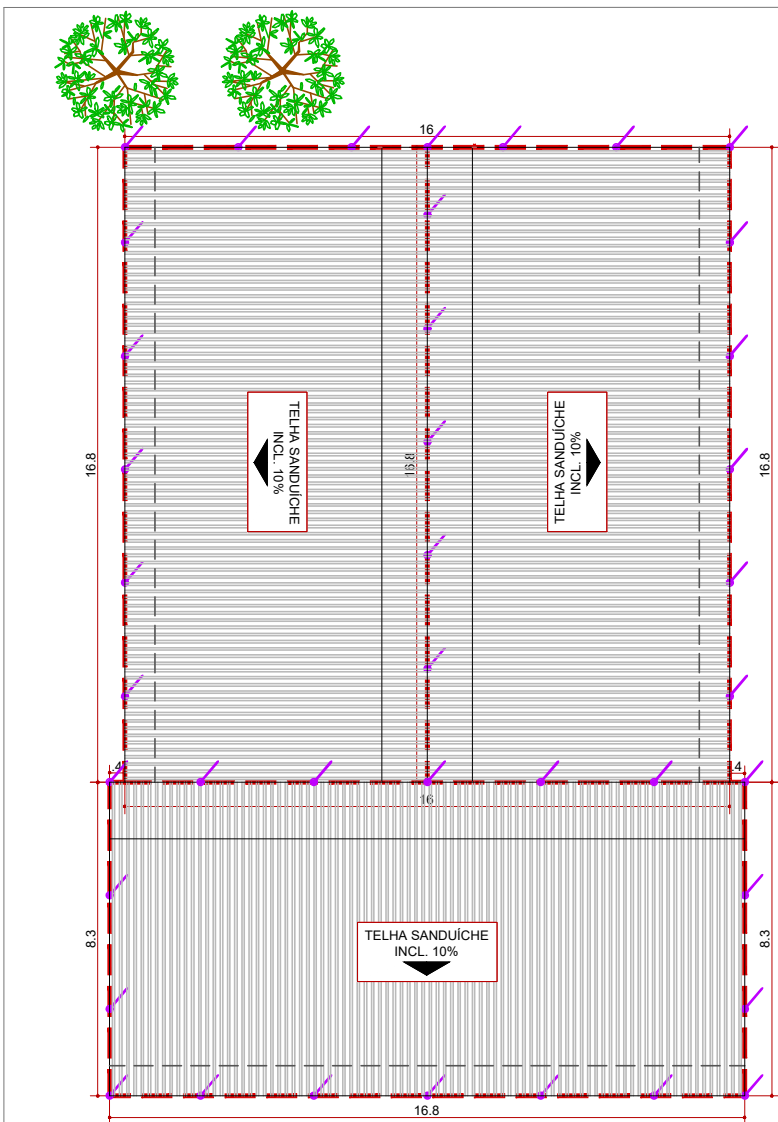 16
16.8
16.8
16.8
TELHA SANDUÍCHE
INCL. 10%
TELHA SANDUÍCHE
INCL. 10%
.4
.4
16
8.3
8.3
TELHA SANDUÍCHE
INCL. 10%
16.8